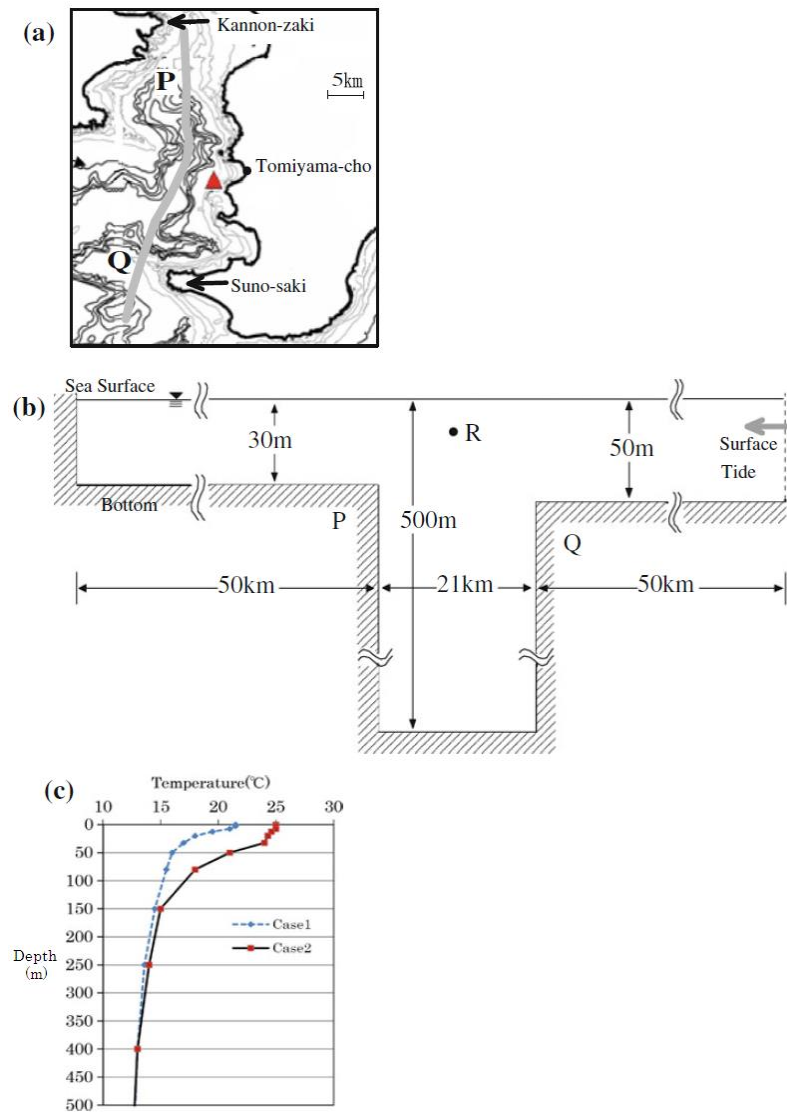 (a)
Kannon-zaki
P
5km
Tomiyama-cho
Q
Suno-saki
(b)
Sea Surface
30m
R
50m
Surface
Tide
Bottom
P
500m
Q
50km
21km
50km
(c)
Temperature(℃)
10 15 20 25 30
0
50
100
150
200
250
300
350
400
450
500
Depth
(m)
Case1
Case2